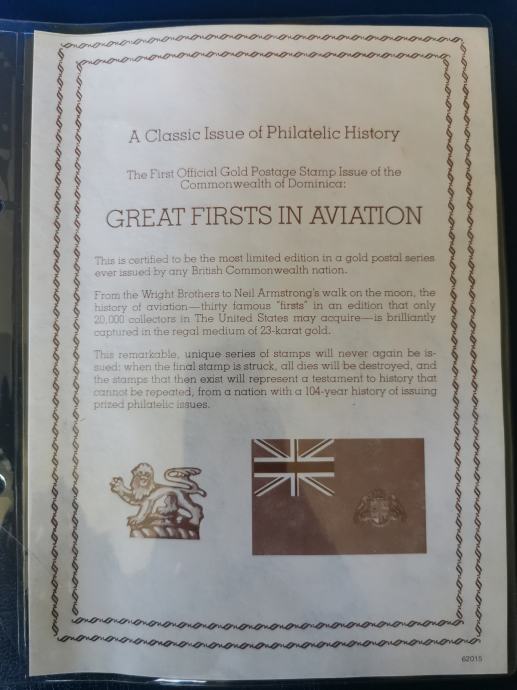 A Classic Issue of Philatelic History
The First Official Gold Postage Stamp Issue of the
Commonwealth of Dominica:
GREAT FIRSTS IN AVIATION
This is certified to be the most limited edition in a gold postal series
ever issued by any British Commonwealth nation.
From the Wright Brothers to Neil Armstrong's walk on the moon, the
history of aviation—thirty famous "firsts" in an edition that only
20,000 collectors in The United States may acquire—is brilliantly
captured in the regal medium of 23-karat gold.
This remarkable, unique series of stamps will never again be is-
sued: when the final stamp is struck, all dies will be destroyed, and
the stamps that then exist will represent a testament to history that
cannot be repeated, from a nation with a 104-year history of issuing
prized philatelic issues.
62015